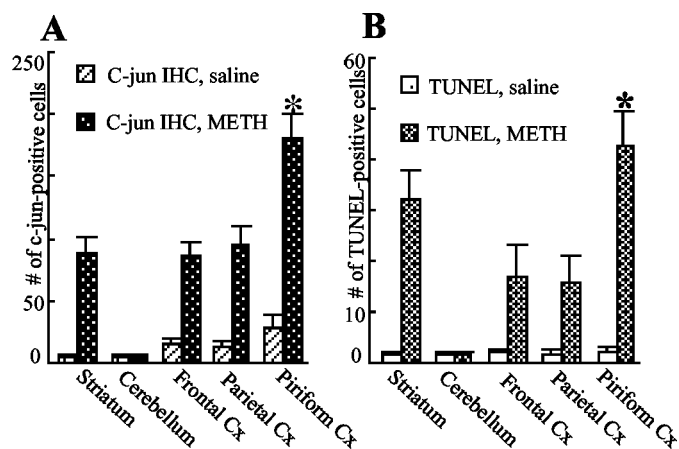 A
250
50
0
# of c-jun-positive cells
C-jun IHC, saline
C-jun IHC, METH
*
Striatum
Cerebellum
Frontal Cx
Parietal Cx
Piriform Cx
B
60
10
0
# of TUNEL-positive cells
TUNEL, saline
TUNEL, METH
*
Striatum
Cerebellum
Frontal Cx
Parietal Cx
Piriform Cx